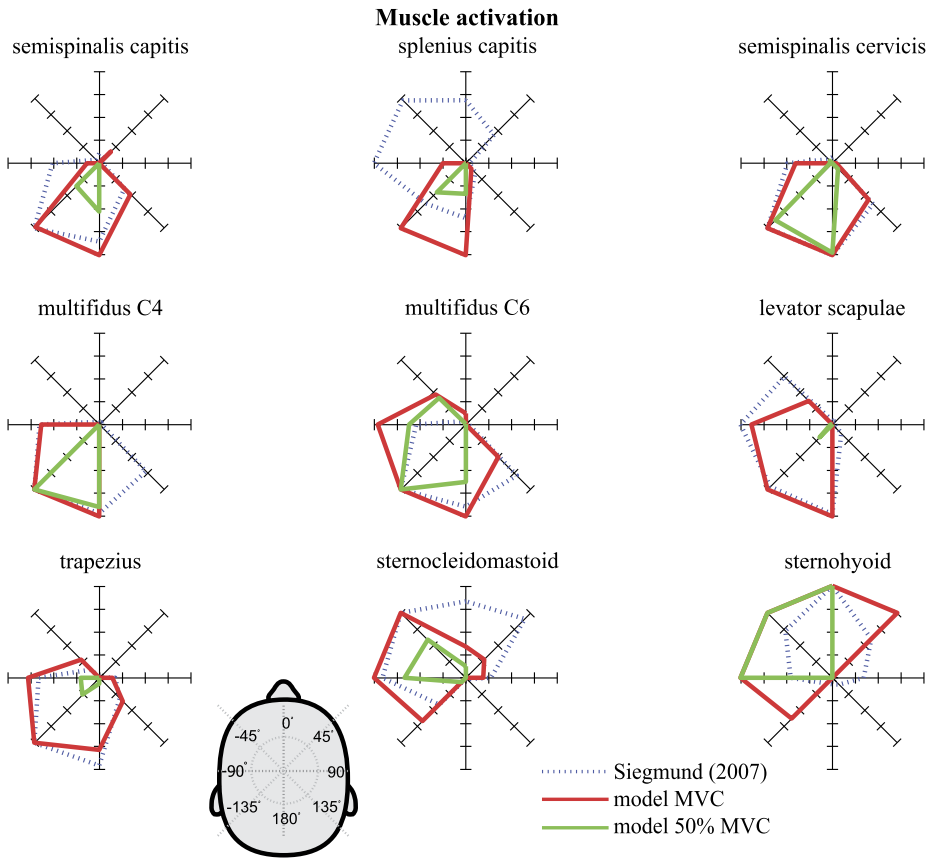 Muscle activation
semispinalis capitis
splenius capitis
semispinalis cervicis
multifidus C4
multifidus C6
levator scapulae
trapezius
sternocleidomastoid
sternohyoid
0°
-45°
45°
-90°
90°
-135°
135°
180°
Siegmund (2007)
model MVC
model 50% MVC